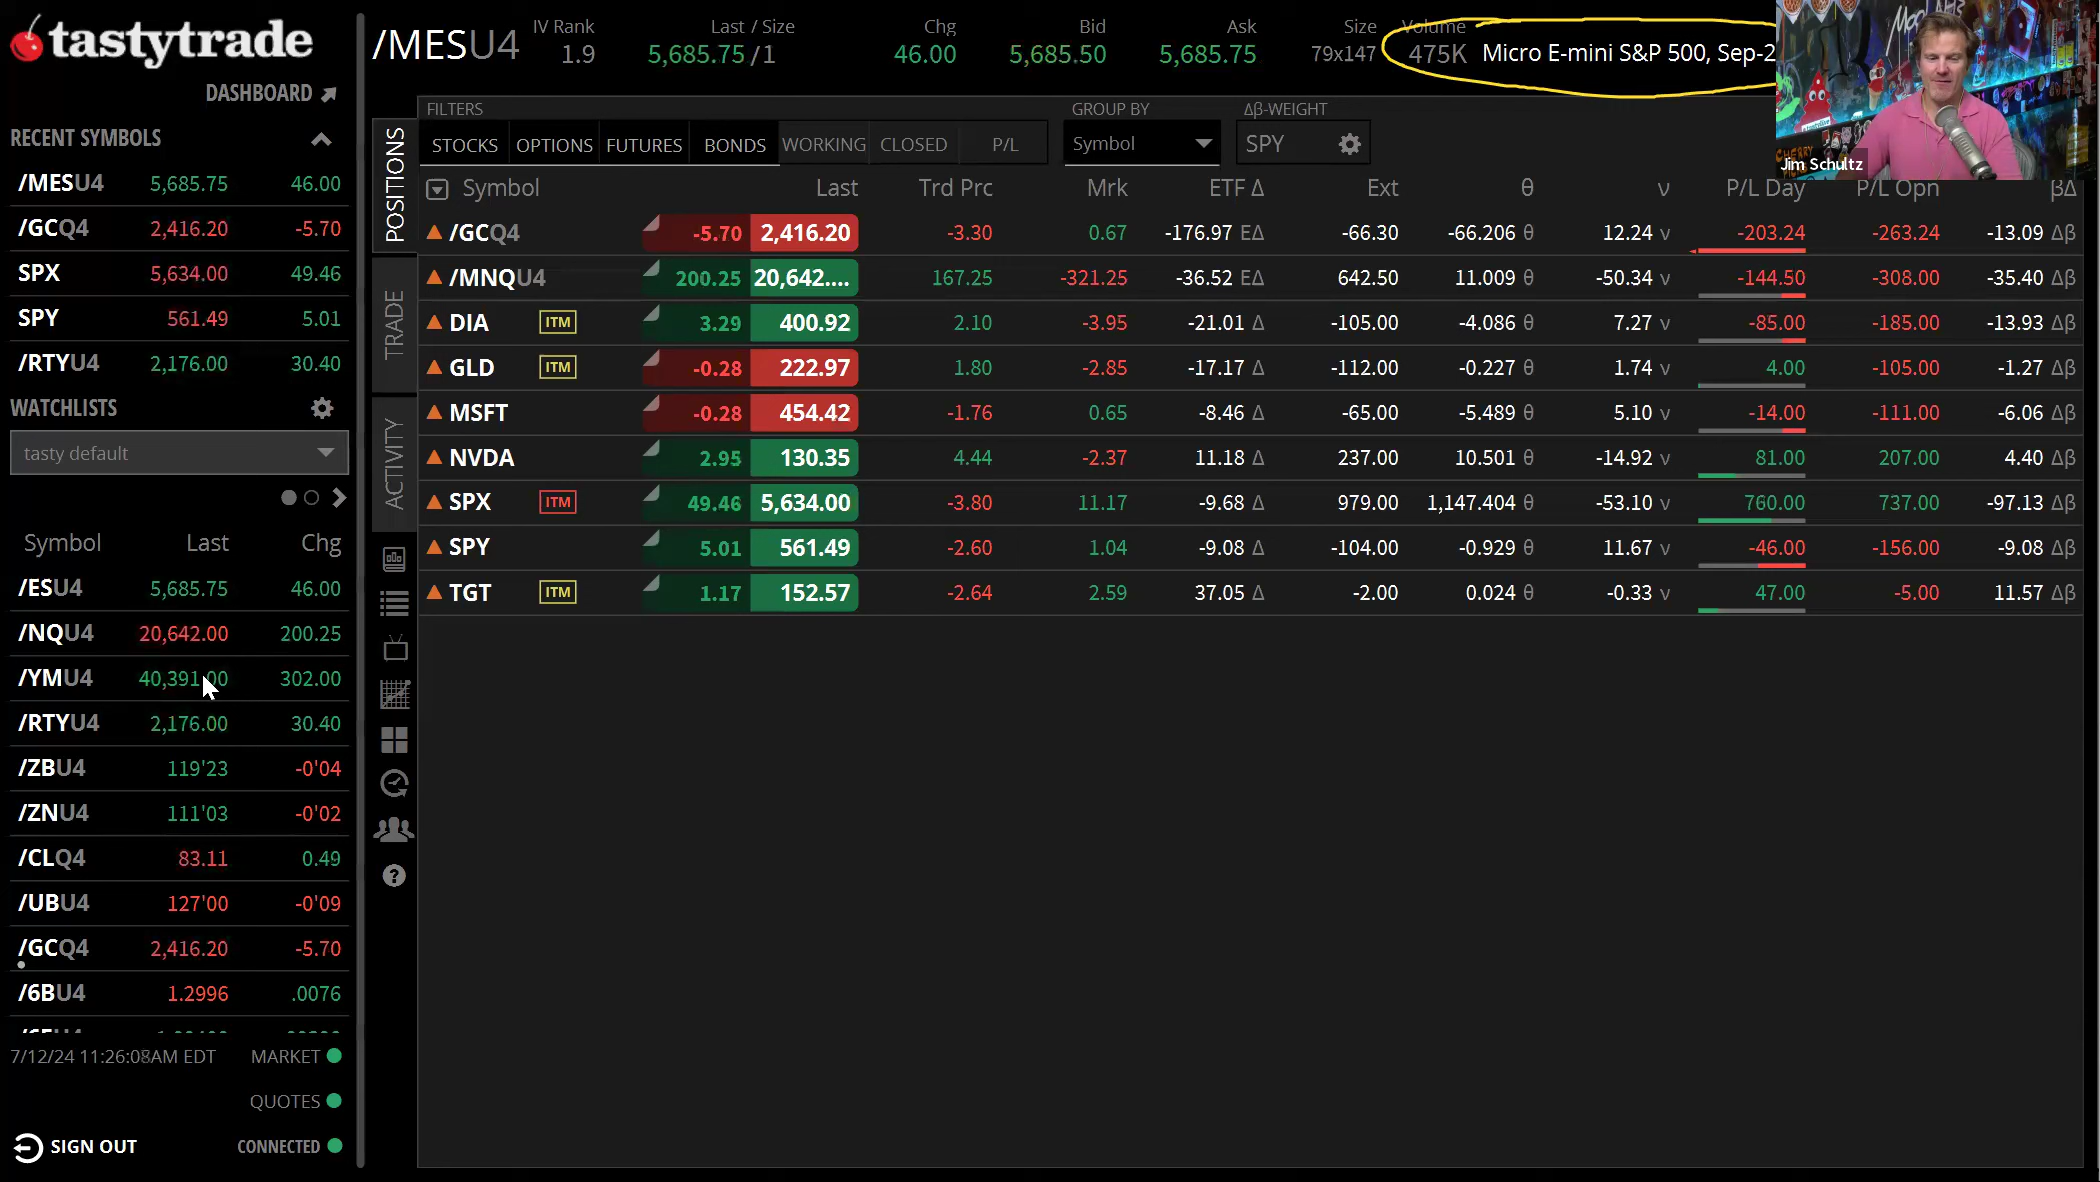 tastytrade
DASHBOARD
RECENT SYMBOLS
/MESU4 5,685.75 46.00
/GCQ4 2,416.20 -5.70
SPX 5,634.00 49.46
SPY 561.49 5.01
/RTYU4 2,176.00 30.40
WATCHLISTS
tasty default
Symbol Last Chg
/ESU4 5,685.75 46.00
/NQU4 20,642.00 200.25
/YMU4 40,391.00 302.00
/RTYU4 2,176.00 30.40
/ZBU4 119'23 -0'04
/ZNU4 111'03 -0'02
/CLQ4 83.11 0.49
/UBU4 127'00 -0'09
/GCQ4 2,416.20 -5.70
/6BU4 1.2996 .0076
7/12/24 11:26:08AM EDT MARKET
QUOTES
SIGN OUT CONNECTED
/MESU4
IV Rank Last / Size Chg Bid Ask Size Volume
1.9 5,685.75 /1 46.00 5,685.50 5,685.75 79x147 475K Micro E-mini S&P 500, Sep-2
Jim Schultz
POSITIONS
TRADE
ACTIVITY
FILTERS GROUP BY Δβ-WEIGHT
STOCKS OPTIONS FUTURES BONDS WORKING CLOSED P/L Symbol SPY
Symbol Last Trd Prc Mrk ETF Δ Ext θ ν P/L Day P/L Opn βΔ
/GCQ4 -5.70 2,416.20 -3.30 0.67 -176.97 EΔ -66.30 -66.206 θ 12.24 ν -203.24 -263.24 -13.09 Δβ
/MNQU4 200.25 20,642.... 167.25 -321.25 -36.52 EΔ 642.50 11.009 θ -50.34 ν -144.50 -308.00 -35.40 Δβ
DIA ITM 3.29 400.92 2.10 -3.95 -21.01 Δ -105.00 -4.086 θ 7.27 ν -85.00 -185.00 -13.93 Δβ
GLD ITM -0.28 222.97 1.80 -2.85 -17.17 Δ -112.00 -0.227 θ 1.74 ν 4.00 -105.00 -1.27 Δβ
MSFT -0.28 454.42 -1.76 0.65 -8.46 Δ -65.00 -5.489 θ 5.10 ν -14.00 -111.00 -6.06 Δβ
NVDA 2.95 130.35 4.44 -2.37 11.18 Δ 237.00 10.501 θ -14.92 ν 81.00 207.00 4.40 Δβ
SPX ITM 49.46 5,634.00 -3.80 11.17 -9.68 Δ 979.00 1,147.404 θ -53.10 ν 760.00 737.00 -97.13 Δβ
SPY 5.01 561.49 -2.60 1.04 -9.08 Δ -104.00 -0.929 θ 11.67 ν -46.00 -156.00 -9.08 Δβ
TGT ITM 1.17 152.57 -2.64 2.59 37.05 Δ -2.00 0.024 θ -0.33 ν 47.00 -5.00 11.57 Δβ